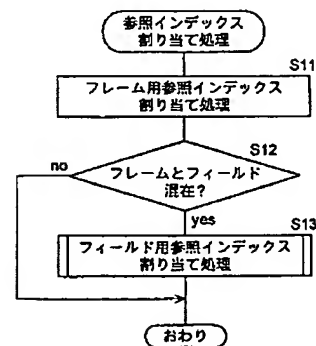 参照インデックス
割り当て処理
S11
フレーム用参照インデックス
割り当て処理
S12
no
フレームとフィールド
混在?
yes
S13
フィールド用参照インデックス
割り当て処理
おわり